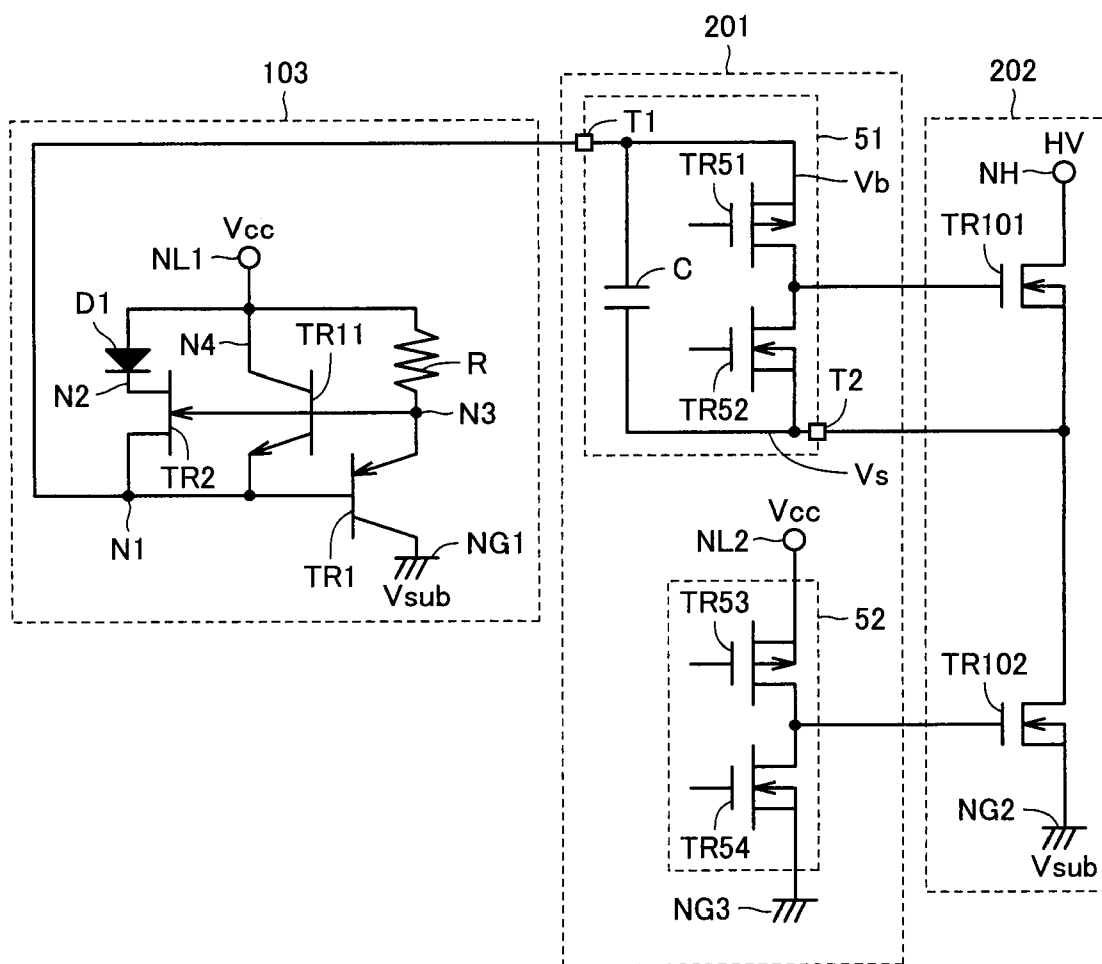 201
103
202
T1
51
HV
TR51
Vb
NH
Vcc
TR101
NL1
C
D1
TR11
N4
R
N2
T2
N3
TR52
TR2
Vs
Vcc
N1
NG1
NL2
TR1
Vsub
TR53
52
TR102
NG2
TR54
Vsub
NG3